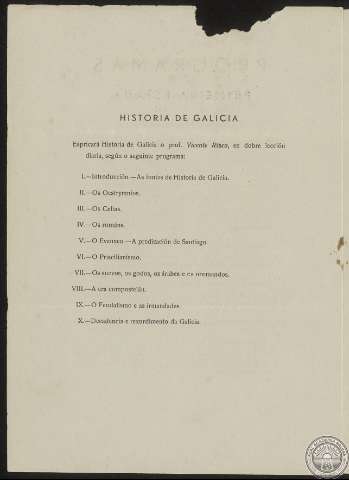 HISTORIA DE GALICIA
Espricará Historia de Galicia o prof. Vicente Risco, en dobre lección
diaria, segun o seguinte programa:
I.—Introducción.—As fontes da Historia de Galicia.
II.—Os Oestrymnios.
III.—Os Celtas.
IV.—Os románs.
V.—O Evanxeo.—A predicación de Santiago.
VI.—O Priscilianismo.
VII.—Os suevos, os godos, os árabes e os normandos.
VIII.—A era compostelán.
IX.—O Feudalismo e as irmandades.
X.—Decadencia e rexurdimento da Galicia.